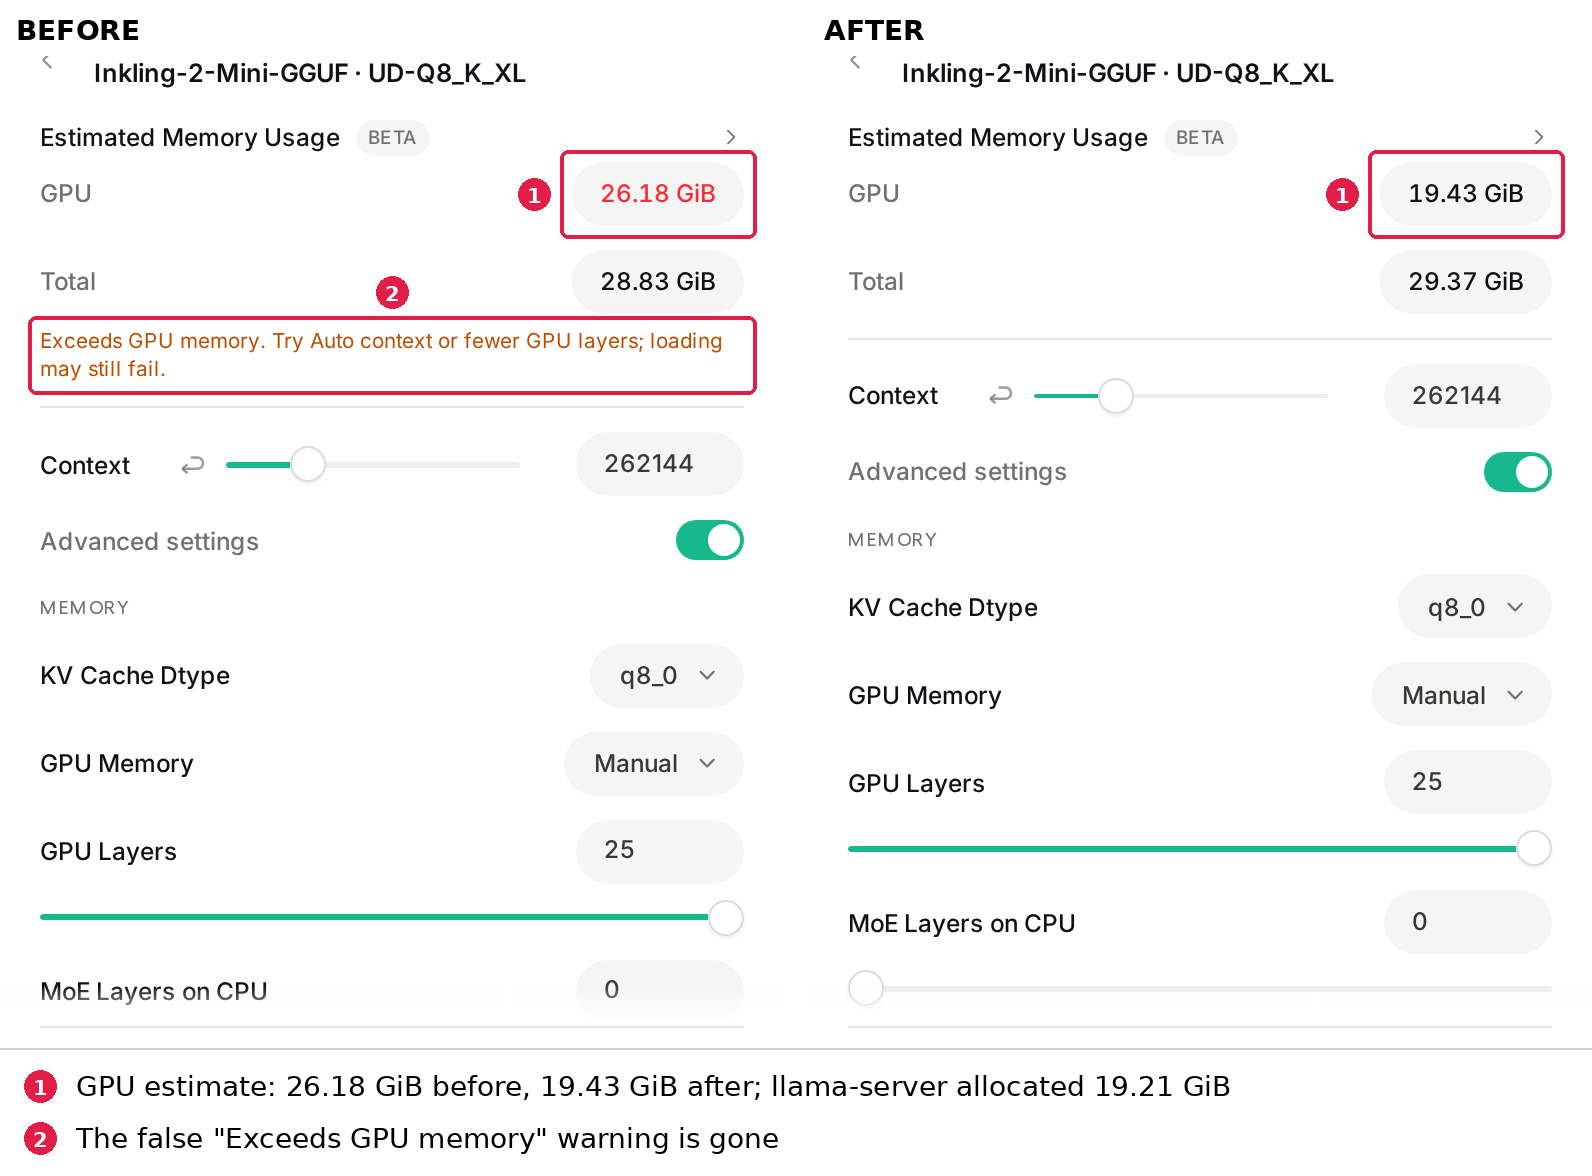 BEFORE
Inkling-2-Mini-GGUF · UD-Q8_K_XL
Estimated Memory Usage BETA
GPU 1 26.18 GiB
Total 28.83 GiB
2
Exceeds GPU memory. Try Auto context or fewer GPU layers; loading
may still fail.
Context 262144
Advanced settings
MEMORY
KV Cache Dtype q8_0
GPU Memory Manual
GPU Layers 25
MoE Layers on CPU 0
AFTER
Inkling-2-Mini-GGUF · UD-Q8_K_XL
Estimated Memory Usage BETA
GPU 1 19.43 GiB
Total 29.37 GiB
Context 262144
Advanced settings
MEMORY
KV Cache Dtype q8_0
GPU Memory Manual
GPU Layers 25
MoE Layers on CPU 0
1 GPU estimate: 26.18 GiB before, 19.43 GiB after; llama-server allocated 19.21 GiB
2 The false "Exceeds GPU memory" warning is gone